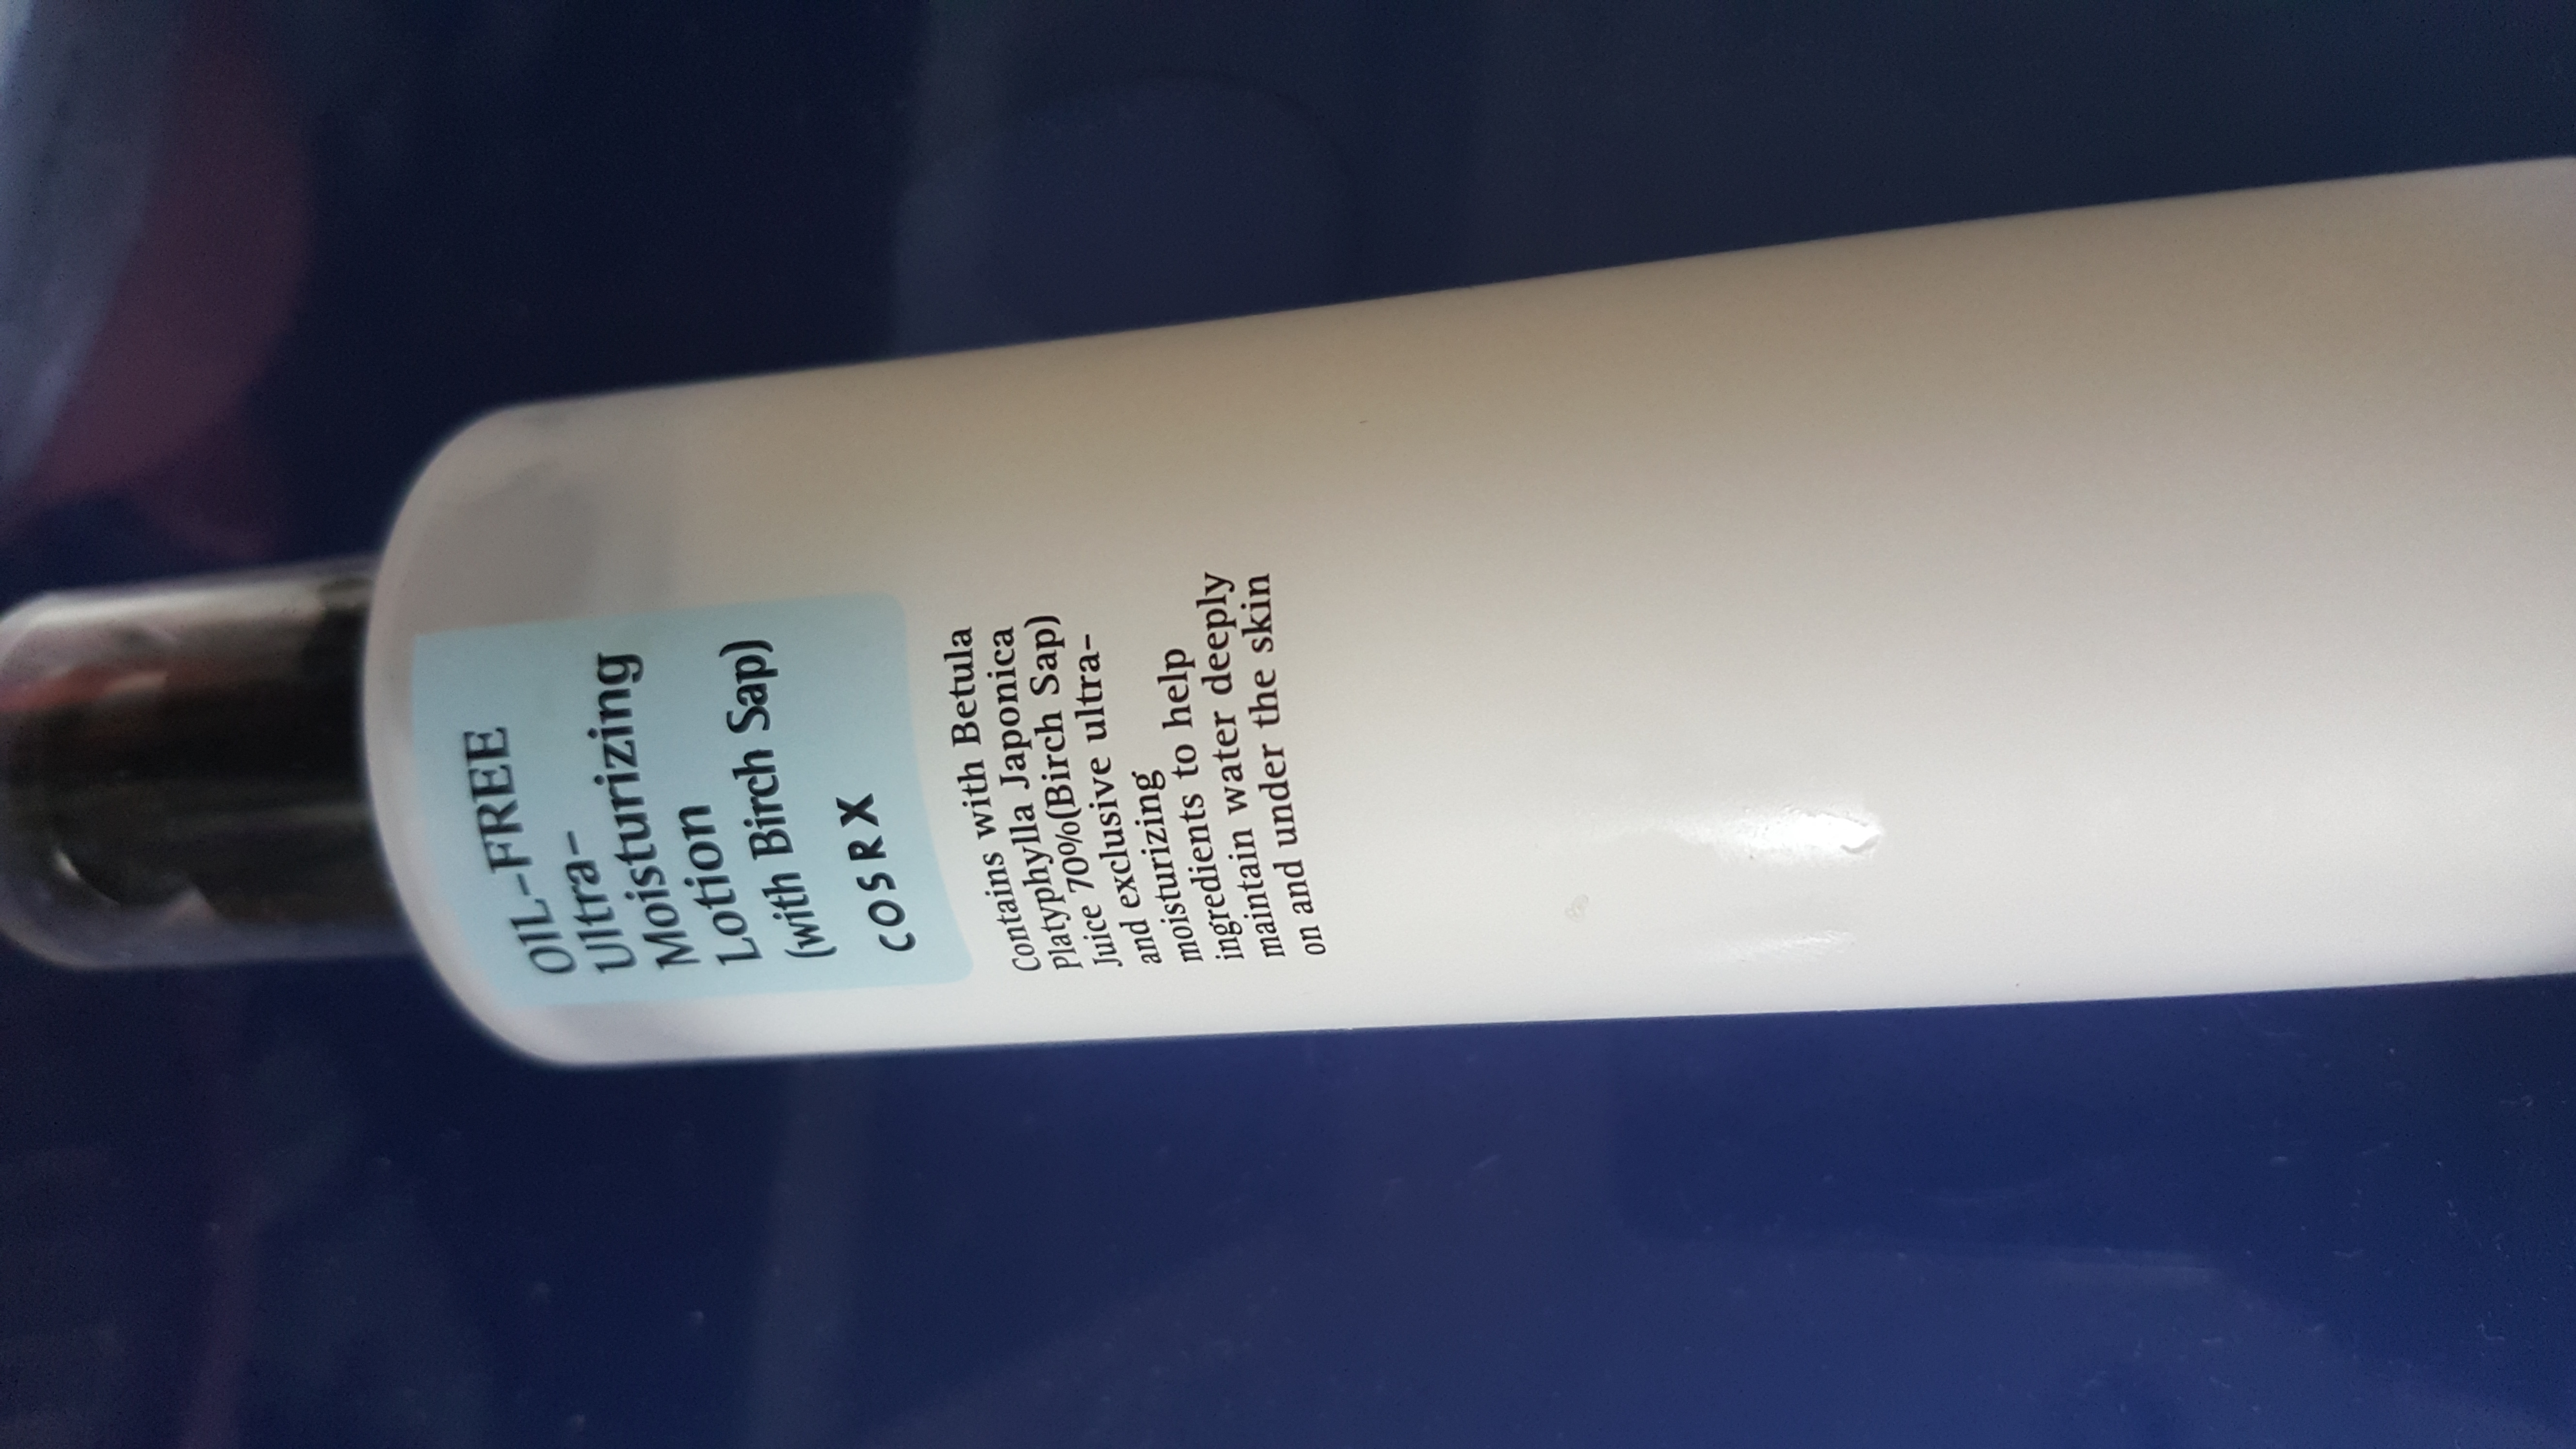 OIL-FREE
Ultra-
Moisturizing
Lotion
(with Birch Sap)
COSRX
Contains with Betula
Platyphylla Japonica
Juice 70%(Birch Sap)
and exclusive ultra-
moisturizing
ingredients to help
maintain water deeply
on and under the skin